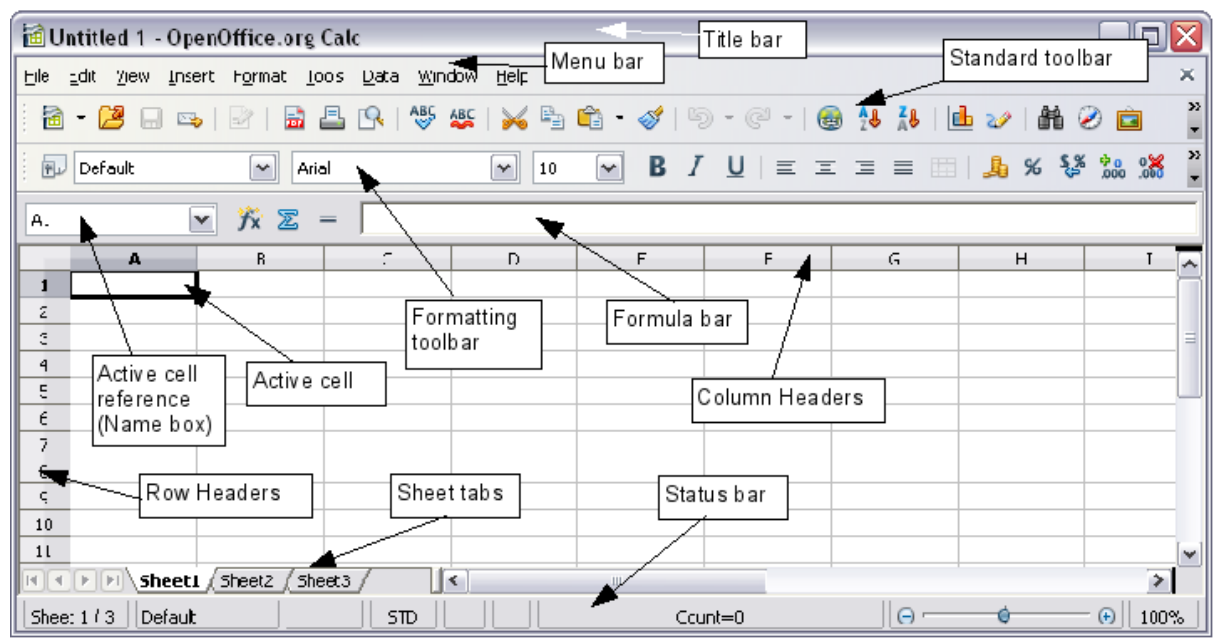 Untitled 1 - OpenOffice.org Calc
Title bar
Menu bar
Standard toolbar
File Edit View Insert Format Tools Data Window Help
ABC ABC
Default Arial 10 B I U
A.
A B C D E F G H I
1
2
3
4
5
6
7
8
9
10
11
Formatting
toolbar
Formula bar
Active cell
reference
(Name box)
Active cell
Column Headers
Row Headers
Sheet tabs
Status bar
Sheet1 Sheet2 Sheet3
Sheet 1 / 3 Default STD Count=0 100%